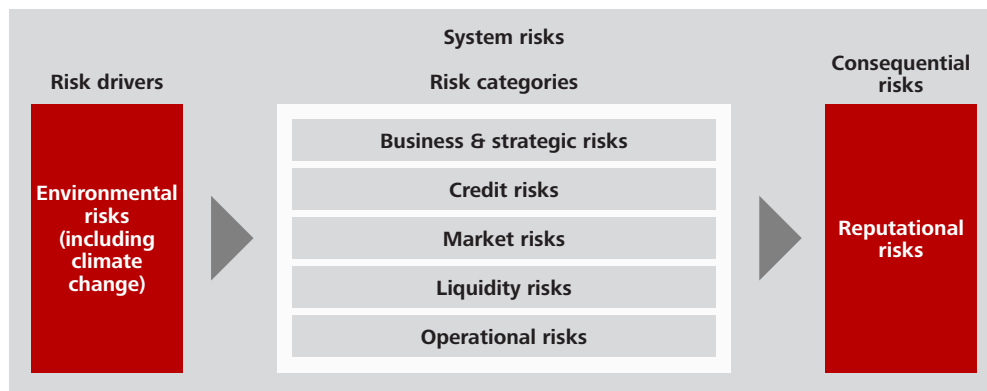 System risks
Risk drivers
Risk categories
Consequential
risks
Environmental
risks
(including
climate
change)
Business & strategic risks
Credit risks
Market risks
Liquidity risks
Operational risks
Reputational
risks